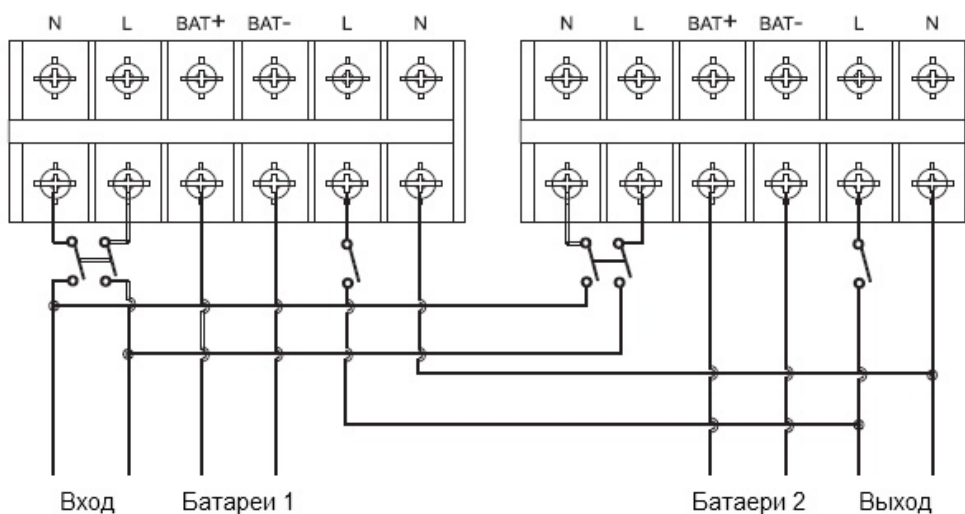 N L BAT+ BAT- L N N L BAT+ BAT- L N
Вход Батареи 1 Батаери 2 Выход